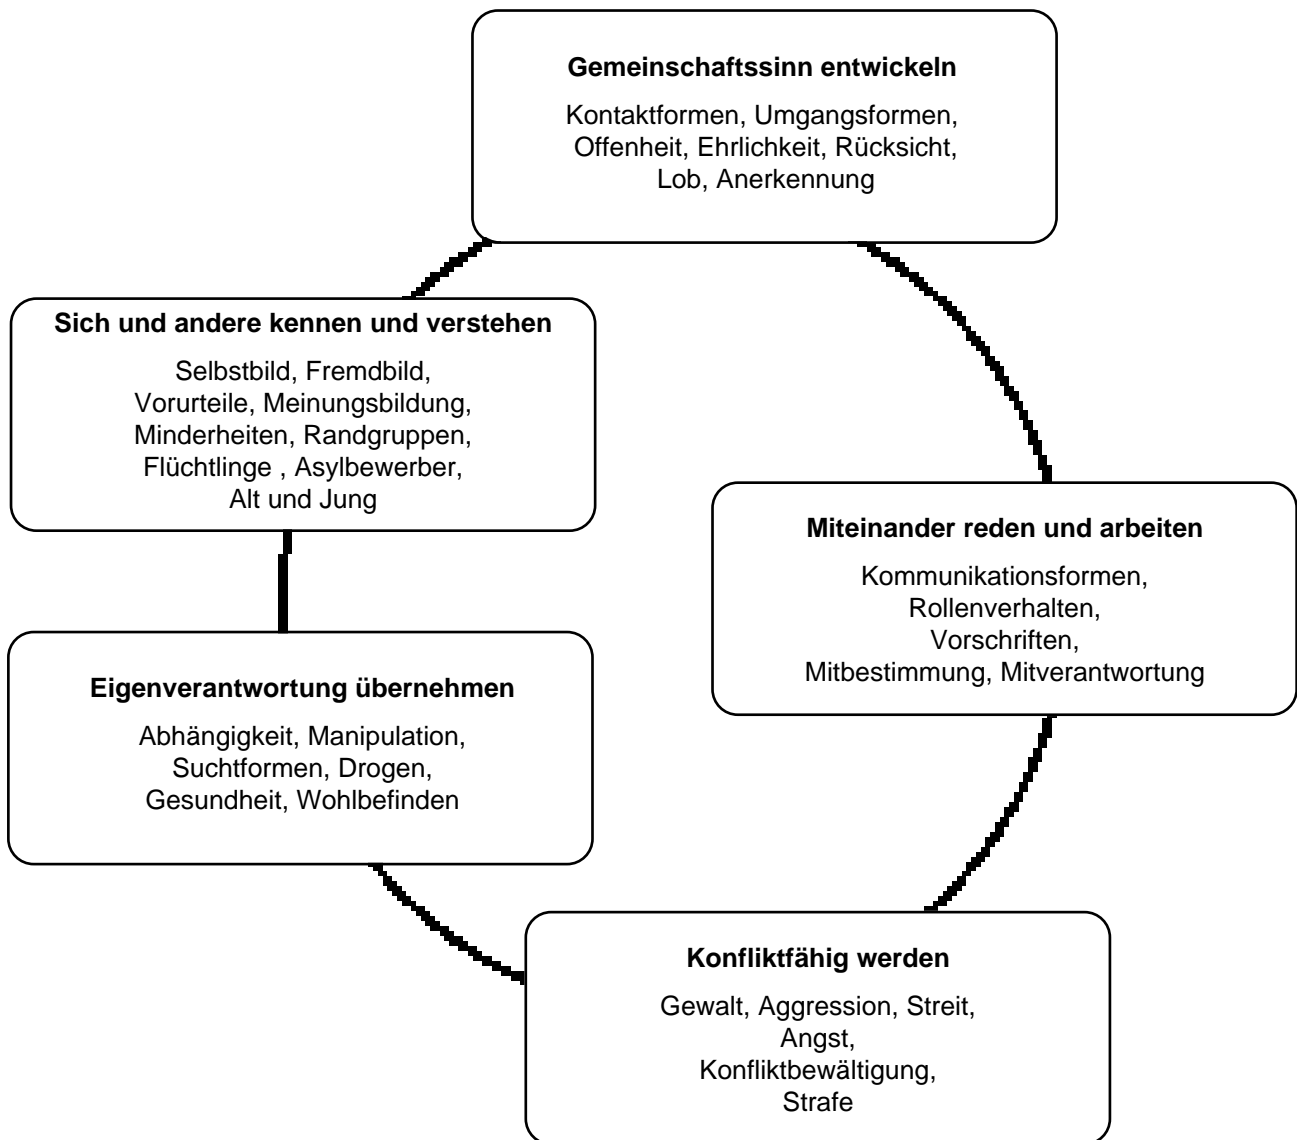 Gemeinschaftssinn entwickeln
Kontaktformen, Umgangsformen,
Offenheit, Ehrlichkeit, Rücksicht,
Lob, Anerkennung
Sich und andere kennen und verstehen
Selbstbild, Fremdbild,
Vorurteile, Meinungsbildung,
Minderheiten, Randgruppen,
Flüchtlinge , Asylbewerber,
Alt und Jung
Miteinander reden und arbeiten
Kommunikationsformen,
Rollenverhalten,
Vorschriften,
Mitbestimmung, Mitverantwortung
Eigenverantwortung übernehmen
Abhängigkeit, Manipulation,
Suchtformen, Drogen,
Gesundheit, Wohlbefinden
Konfliktfähig werden
Gewalt, Aggression, Streit,
Angst,
Konfliktbewältigung,
Strafe